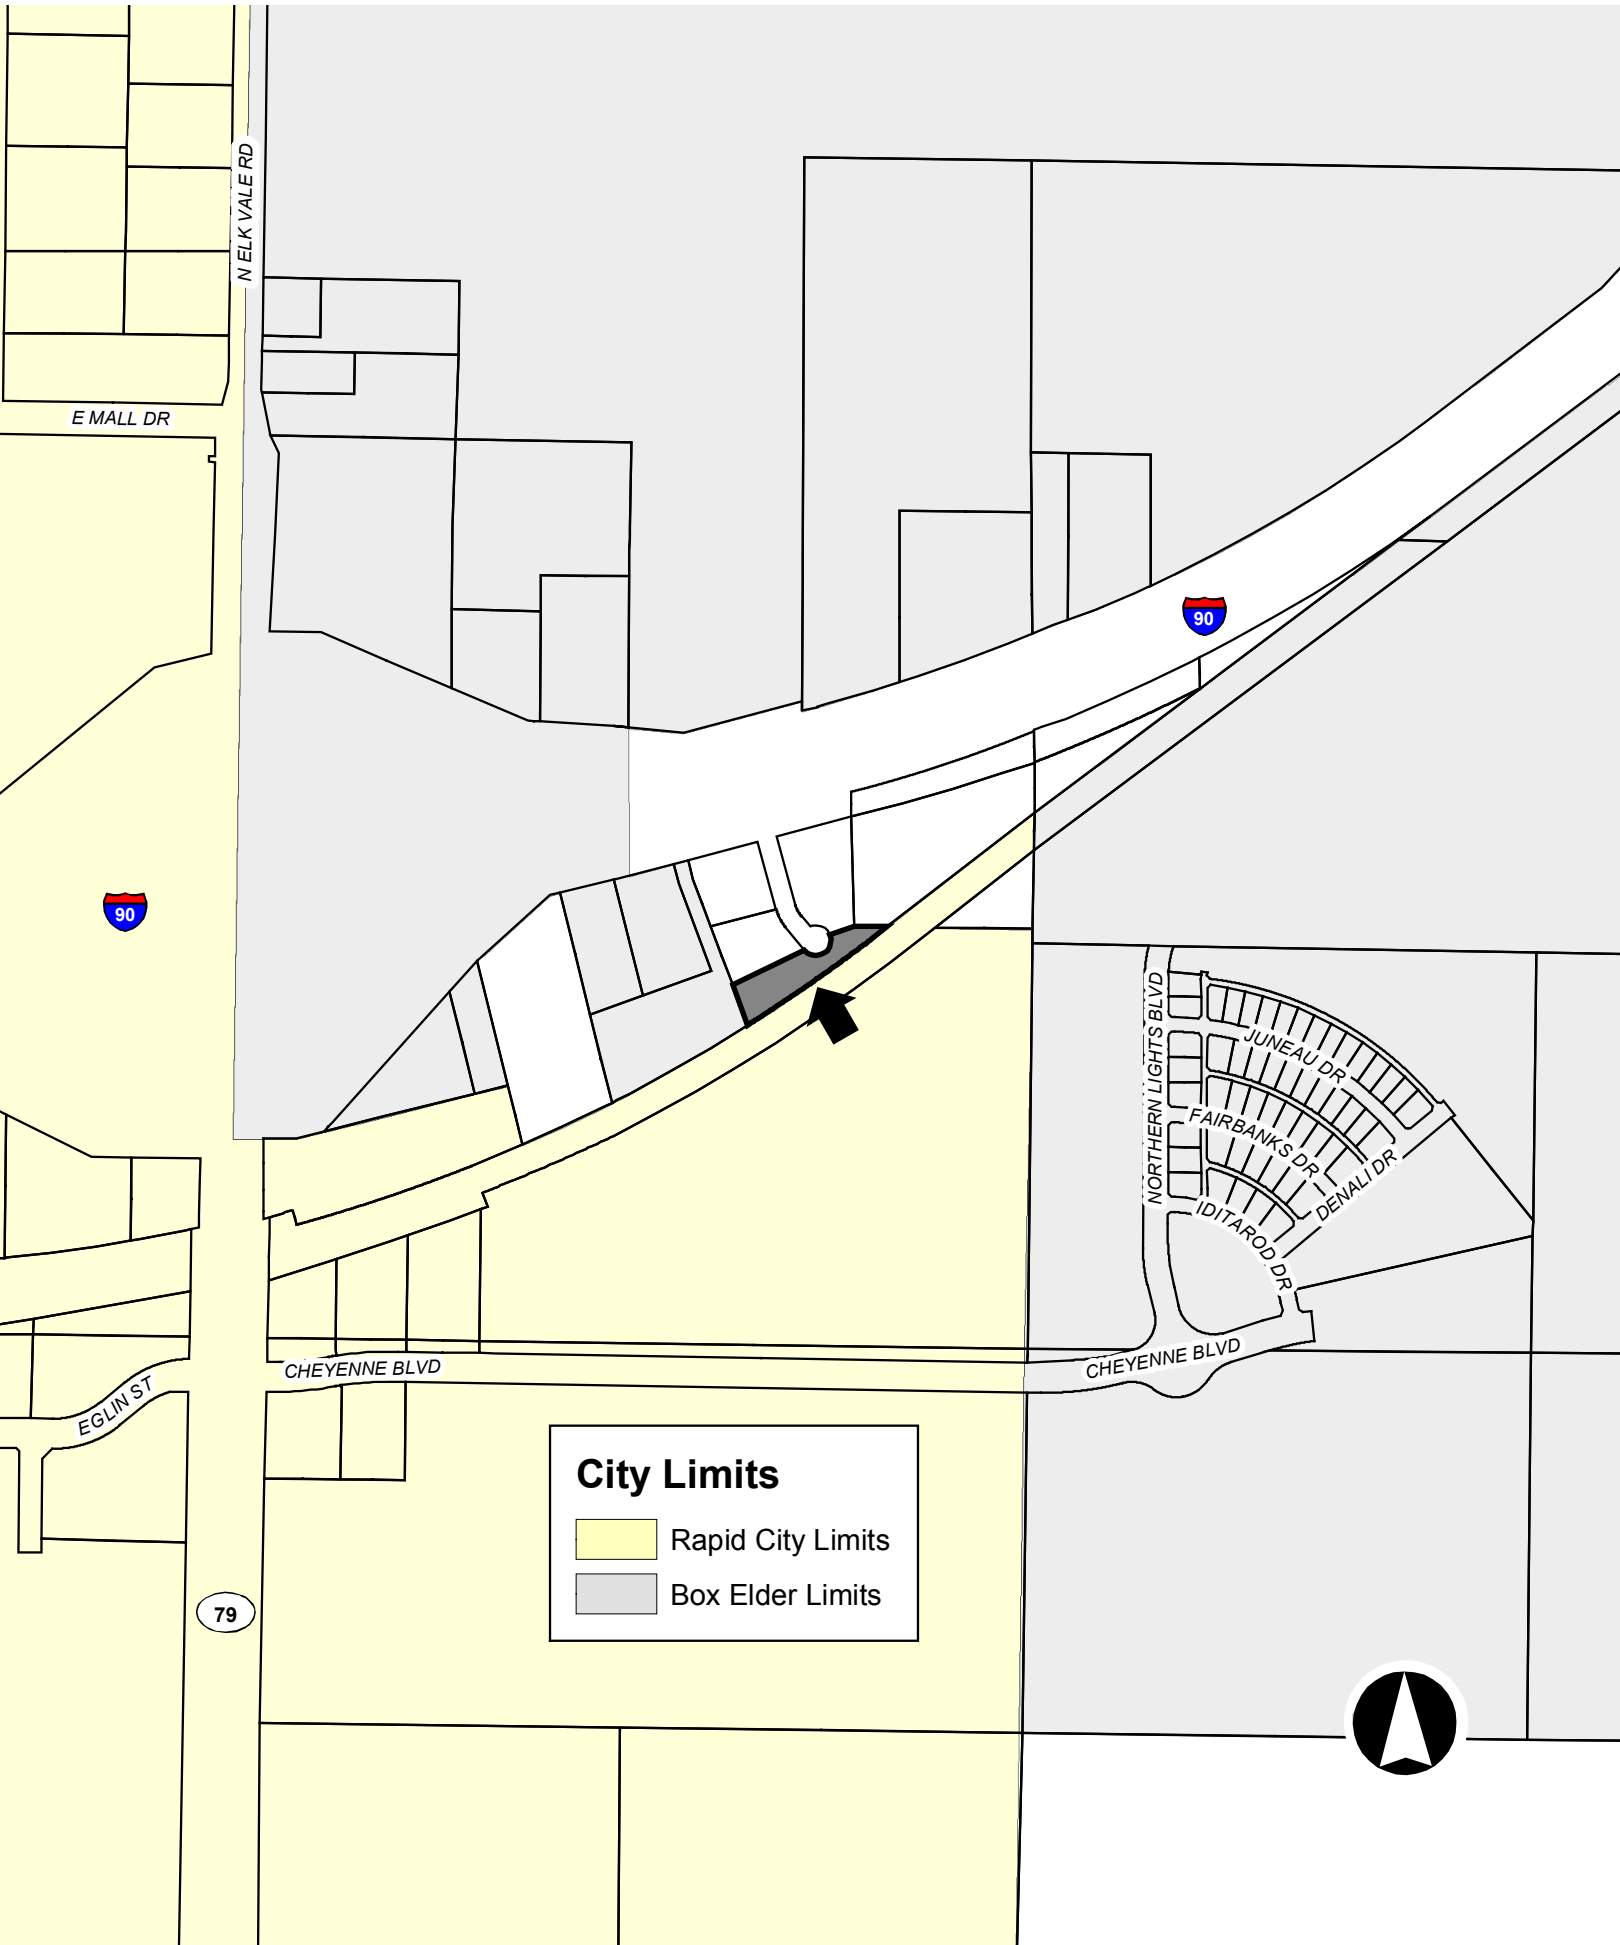 N ELK VALE RD
E MALL DR
90
90
NORTHERN LIGHTS BLVD
JUNEAU DR
FAIRBANKS DR
DENALI DR
IDITAROD DR
CHEYENNE BLVD
CHEYENNE BLVD
EGLIN ST
City Limits
Rapid City Limits
Box Elder Limits
79